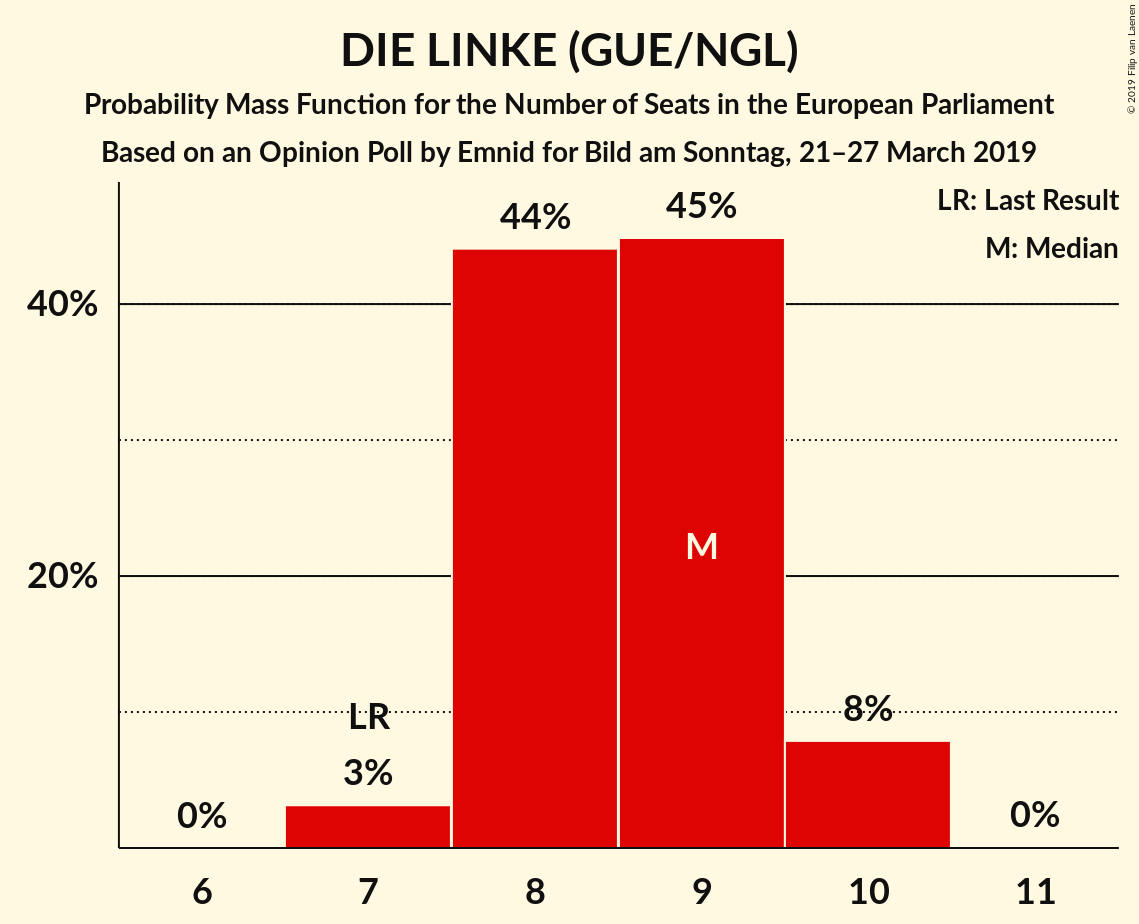 DIE LINKE (GUE/NGL)
Probability Mass Function for the Number of Seats in the European Parliament
Based on an Opinion Poll by Emnid for Bild am Sonntag, 21–27 March 2019
© 2019 Filip van Laenen
LR: Last Result
M: Median
40%
20%
0%
LR
3%
44%
45%
M
8%
0%
6 7 8 9 10 11